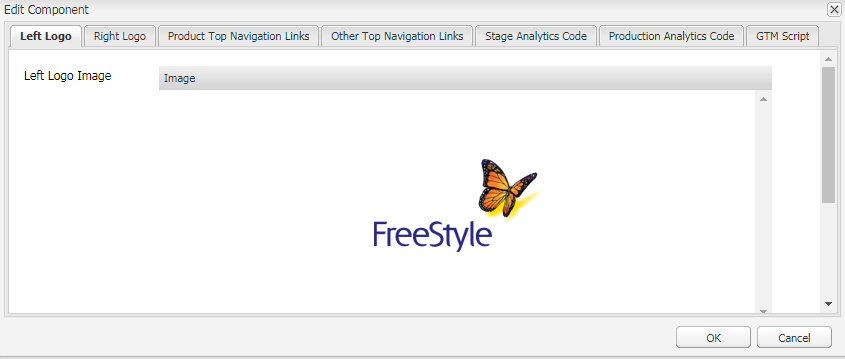 Edit Component
Left Logo Right Logo Product Top Navigation Links Other Top Navigation Links Stage Analytics Code Production Analytics Code GTM Script
Left Logo Image Image
FreeStyle
OK Cancel